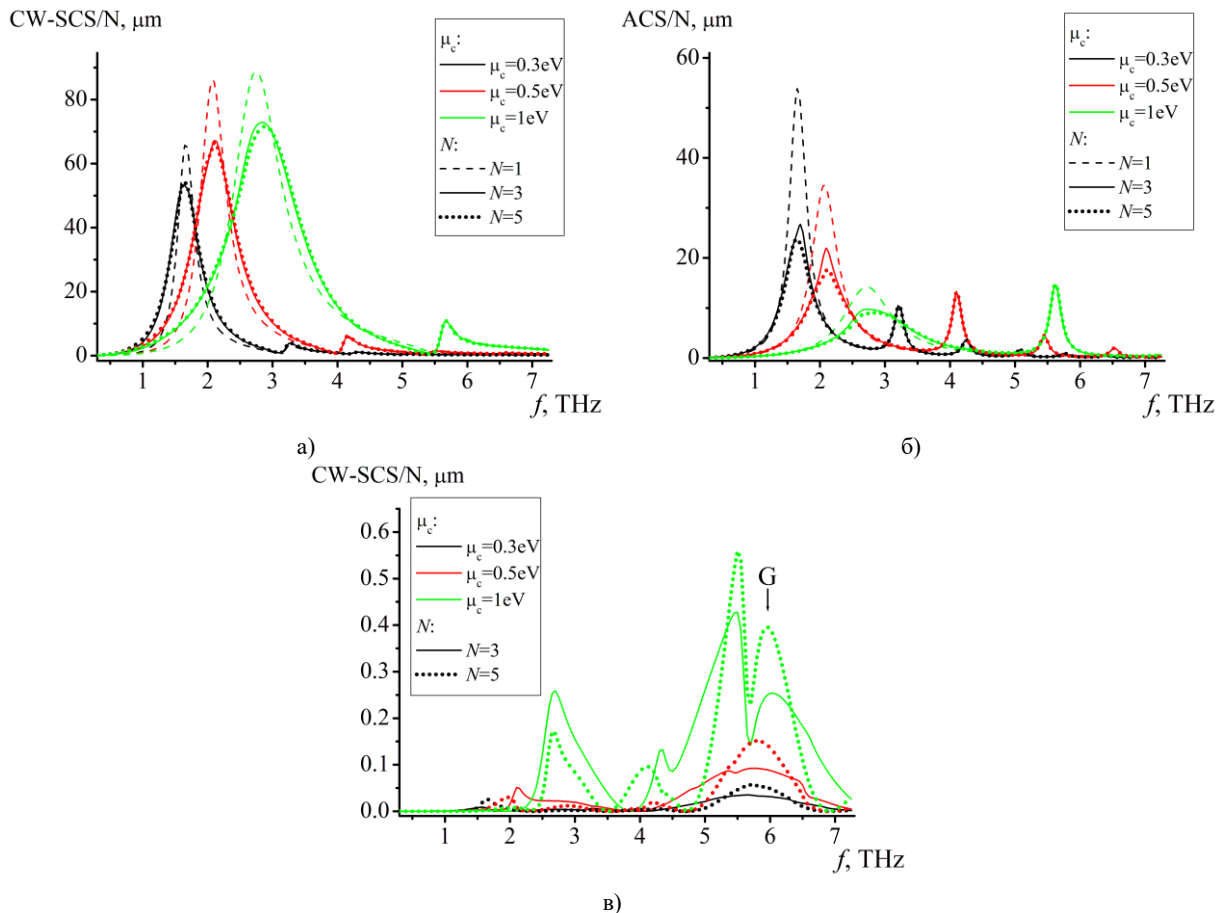 CW-SCS/N, μm
μc:
μc=0.3eV
μc=0.5eV
μc=1eV
N:
N=1
N=3
N=5
80
60
40
20
0
1 2 3 4 5 6 7
f, THz
а)
ACS/N, μm
μc:
μc=0.3eV
μc=0.5eV
μc=1eV
N:
N=1
N=3
N=5
60
40
20
0
1 2 3 4 5 6 7
f, THz
б)
CW-SCS/N, μm
μc:
μc=0.3eV
μc=0.5eV
μc=1eV
N:
N=3
N=5
G
0.6
0.5
0.4
0.3
0.2
0.1
0.0
1 2 3 4 5 6 7
f, THz
в)